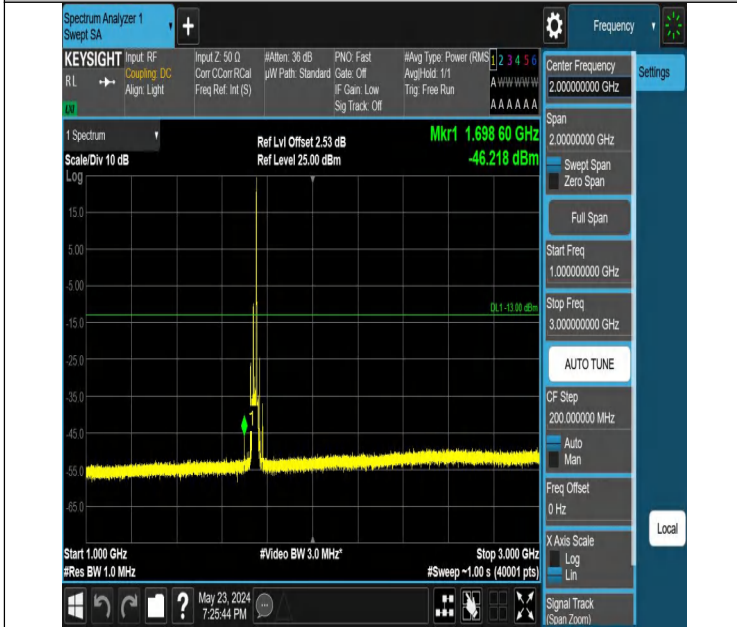 Spectrum Analyzer 1
Swept SA
+
Frequency
KEYSIGHT
RL
Input: RF
Coupling: DC
Align: Light
Input Z: 50 Ω
Corr CCorr RCal
Freq Ref: Int (S)
#Atten: 36 dB
µW Path: Standard
PNO: Fast
Gate: Off
IF Gain: Low
Sig Track: Off
#Avg Type: Power (RMS
Avg|Hold: 1/1
Trig: Free Run
1 2 3 4 5 6
A W W W W W
A A A A A A
1 Spectrum
Scale/Div 10 dB
Log
Ref Lvl Offset 2.53 dB
Ref Level 25.00 dBm
Mkr1 1.698 60 GHz
-46.218 dBm
15.0
5.00
-5.00
-15.0
-25.0
-35.0
-45.0
-55.0
-65.0
DL1 -13.00 dBm
1
Start 1.000 GHz
#Res BW 1.0 MHz
#Video BW 3.0 MHz*
Stop 3.000 GHz
#Sweep ~1.00 s (40001 pts)
Center Frequency
2.000000000 GHz
Settings
Span
2.00000000 GHz
Swept Span
Zero Span
Full Span
Start Freq
1.000000000 GHz
Stop Freq
3.000000000 GHz
AUTO TUNE
CF Step
200.000000 MHz
Auto
Man
Freq Offset
0 Hz
X Axis Scale
Log
Lin
Signal Track
(Span Zoom)
Local
?
May 23, 2024
7:25:44 PM